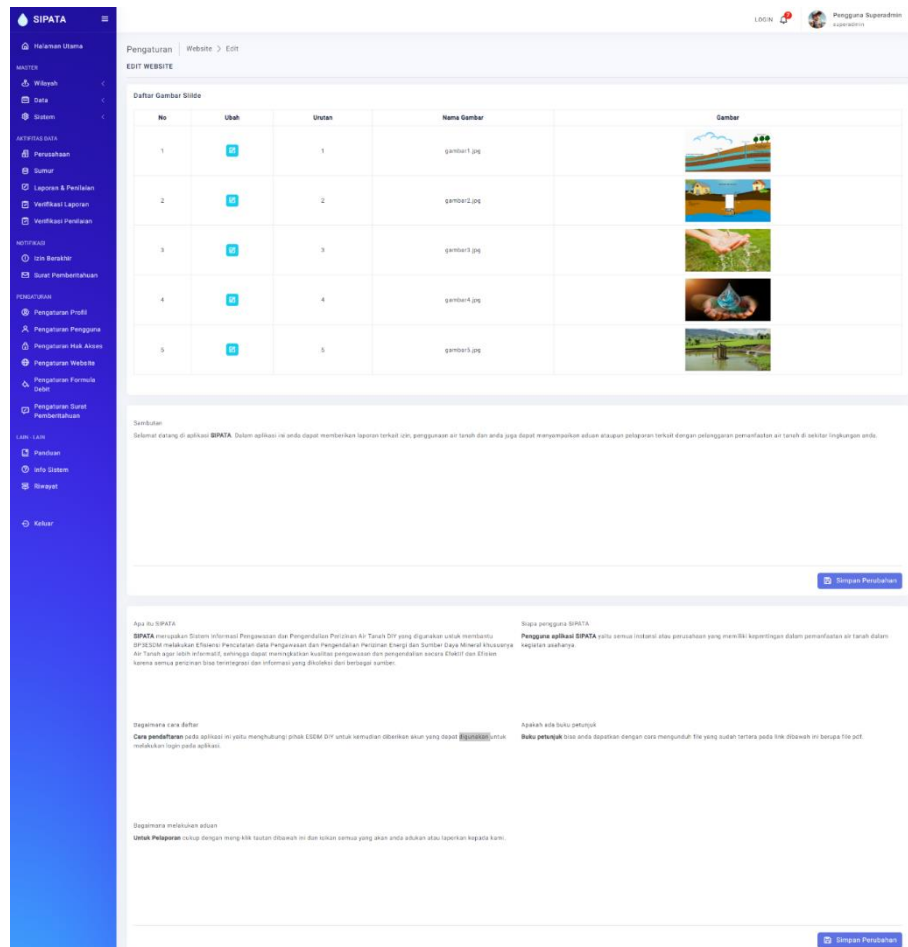 SIPATA
LOGIN
Pengguna Superadmin
superadmin
Halaman Utama
MASTER
Wilayah
Data
Sistem
AKTIFITAS DATA
Perusahaan
Sumur
Laporan & Penilaian
Verifikasi Laporan
Verifikasi Penilaian
NOTIFIKASI
Izin Berakhir
Surat Pemberitahuan
PENGATURAN
Pengaturan Profil
Pengaturan Pengguna
Pengaturan Hak Akses
Pengaturan Website
Pengaturan Formula
Debit
Pengaturan Surat
Pemberitahuan
LAIN - LAIN
Panduan
Info Sistem
Riwayat
Keluar
Pengaturan Website > Edit
EDIT WEBSITE
Daftar Gambar Sliide
No Ubah Urutan Nama Gambar Gambar
1 1 gambar1.jpg
2 2 gambar2.jpg
3 3 gambar3.jpg
4 4 gambar4.jpg
5 5 gambar5.jpg
Sambutan
Selamat datang di aplikasi SIPATA. Dalam aplikasi ini anda dapat memberikan laporan terkait izin, penggunaan air tanah dan anda juga dapat menyampaikan aduan ataupun pelaporan terkait dengan pelanggaran pemanfaatan air tanah di sekitar lingkungan anda.
Simpan Perubahan
Apa itu SIPATA
SIPATA merupakan Sistem Informasi Pengawasan dan Pengendalian Perizinan Air Tanah DIY yang digunakan untuk membantu
BP3ESDM melakukan Efisiensi Pencatatan data Pengawasan dan Pengendalian Perizinan Energi dan Sumber Daya Mineral khususnya
Air Tanah agar lebih informatif, sehingga dapat meningkatkan kualitas pengawasan dan pengendalian secara Efektif dan Efisien
karena semua perizinan bisa terintegrasi dan informasi yang dikoleksi dari berbagai sumber.
Siapa pengguna SIPATA
Pengguna aplikasi SIPATA yaitu semua instansi atau perusahaan yang memiliki kepentingan dalam pemanfaatan air tanah dalam
kegiatan usahanya.
Bagaimana cara daftar
Cara pendaftaran pada aplikasi ini yaitu menghubungi pihak ESDM DIY untuk kemudian diberikan akun yang dapat digunakan untuk
melakukan login pada aplikasi.
Apakah ada buku petunjuk
Buku petunjuk bisa anda dapatkan dengan cara mengunduh file yang sudah tertera pada link dibawah ini berupa file pdf.
Bagaimana melakukan aduan
Untuk Pelaporan cukup dengan meng-klik tautan dibawah ini dan isikan semua yang akan anda adukan atau laporkan kepada kami.
Simpan Perubahan